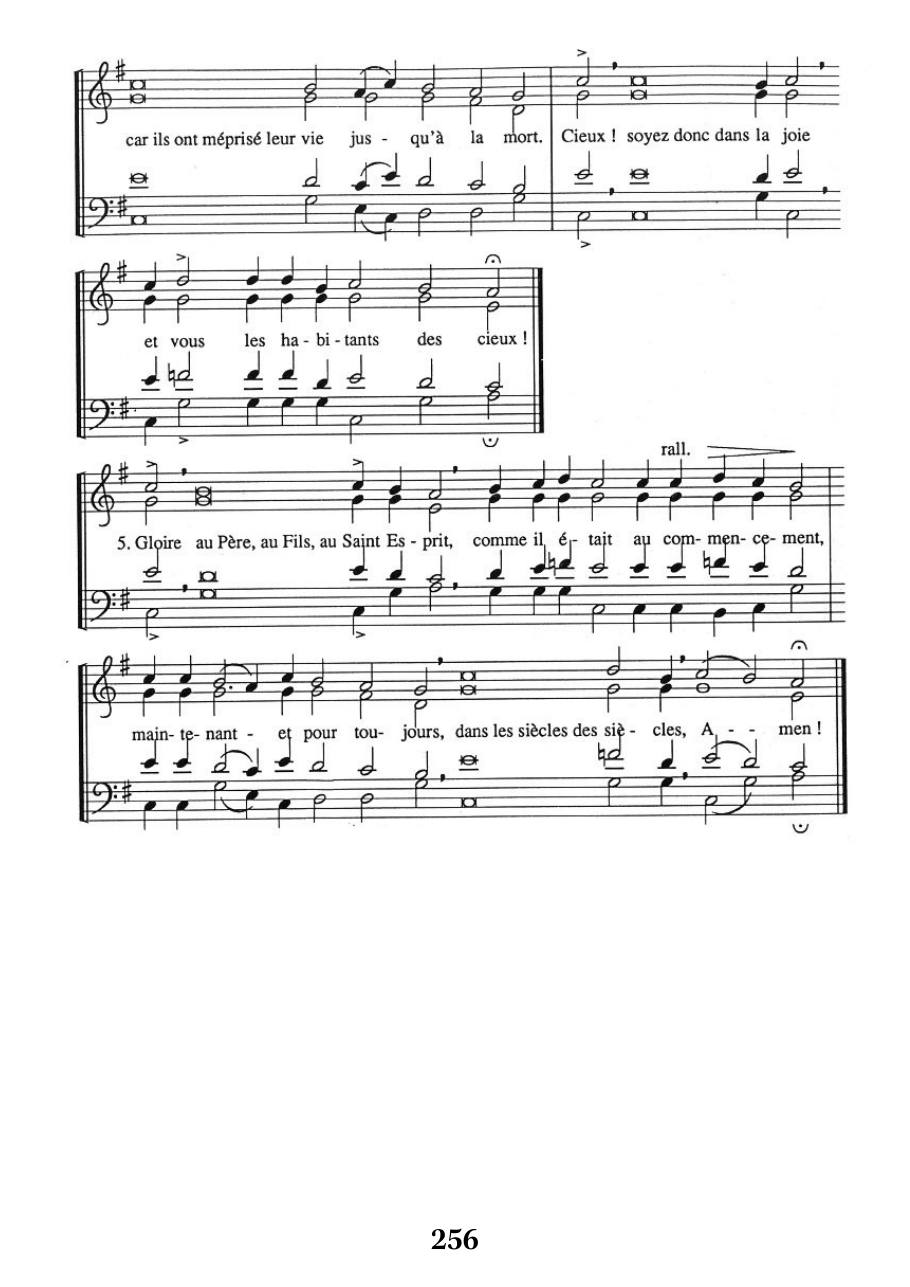 car ils ont méprisé leur vie jus - qu'à la mort. Cieux ! soyez donc dans la joie
et vous les ha - bi - tants des cieux !
rall.
5. Gloire au Père, au Fils, au Saint Es - prit, comme il é - tait au com - men - ce - ment,
main - te - nant - et pour tou - jours, dans les siècles des siè - cles, A - - men !
256